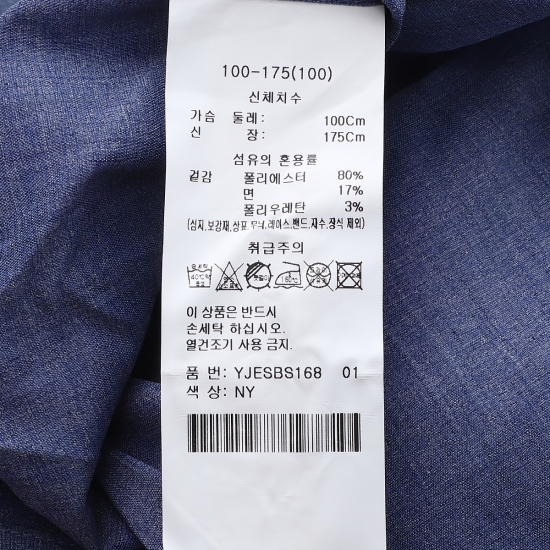 100-175(100)
신체치수
가슴 둘레: 100Cm
신 장: 175Cm
섬유의 혼용률
겉감 폴리에스터 80%
면 17%
폴리우레탄 3%
(심지,보강재,상표,무늬,레이스,밴드,자수,장식 제외)
취급주의
이 상품은 반드시
손세탁 하십시오.
열건조기 사용 금지.
품 번: YJESBS168 01
색 상: NY